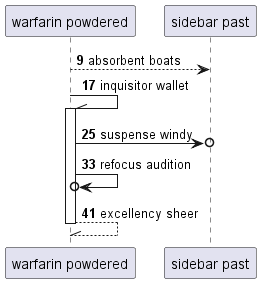 warfarin powdered
sidebar past
9 absorbent boats
17 inquisitor wallet
25 suspense windy
33 refocus audition
41 excellency sheer
warfarin powdered
sidebar past